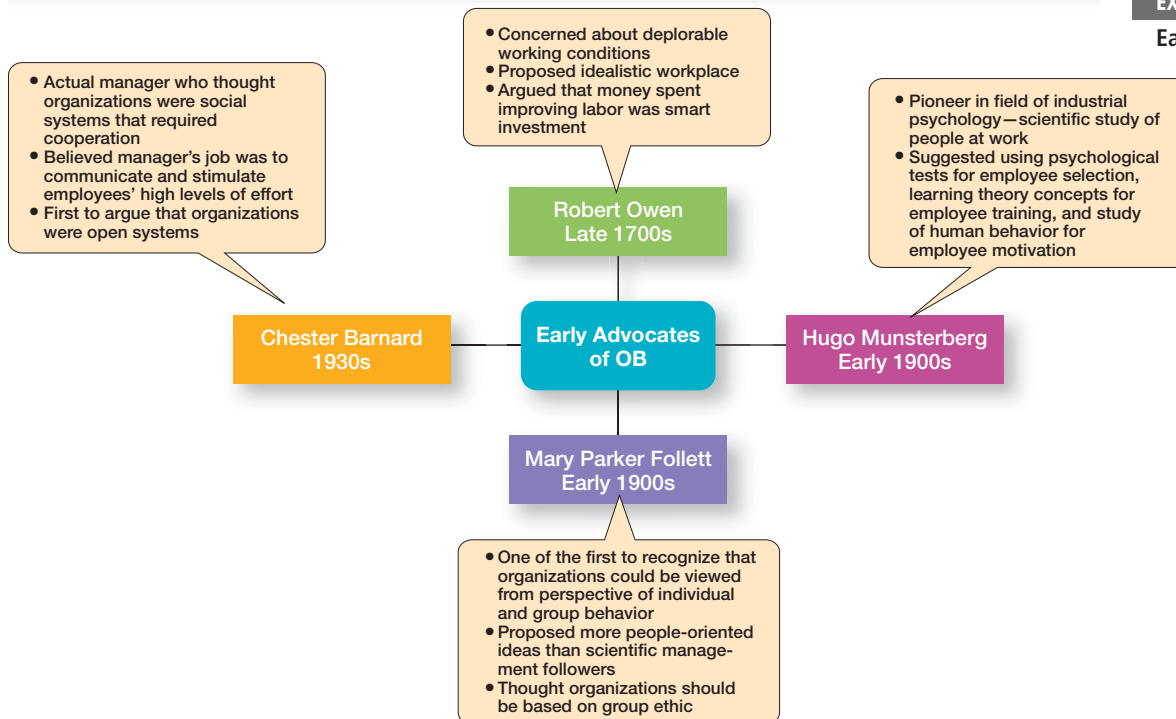 EX
Ea
• Concerned about deplorable
working conditions
• Proposed idealistic workplace
• Argued that money spent
improving labor was smart
investment
• Actual manager who thought
organizations were social
systems that required
cooperation
• Believed manager's job was to
communicate and stimulate
employees' high levels of effort
• First to argue that organizations
were open systems
• Pioneer in field of industrial
psychology—scientific study of
people at work
• Suggested using psychological
tests for employee selection,
learning theory concepts for
employee training, and study
of human behavior for
employee motivation
Robert Owen
Late 1700s
Chester Barnard
1930s
Early Advocates
of OB
Hugo Munsterberg
Early 1900s
Mary Parker Follett
Early 1900s
• One of the first to recognize that
organizations could be viewed
from perspective of individual
and group behavior
• Proposed more people-oriented
ideas than scientific manage-
ment followers
• Thought organizations should
be based on group ethic